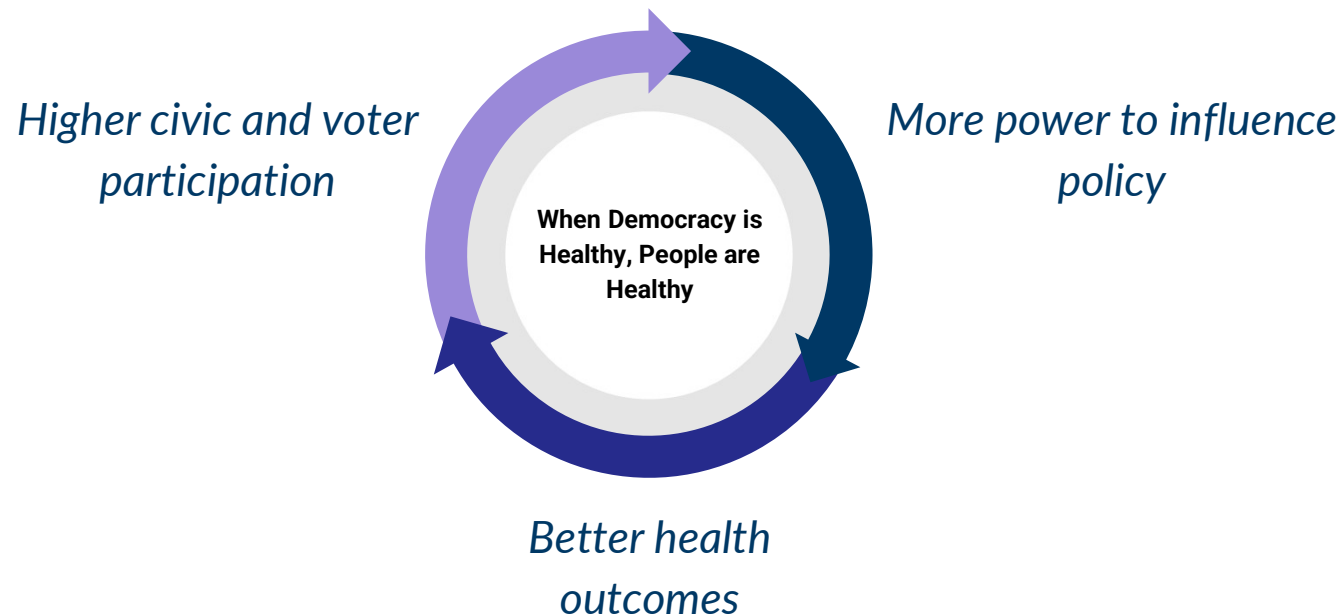 Higher civic and voter
participation
More power to influence
policy
When Democracy is
Healthy, People are
Healthy
Better health
outcomes